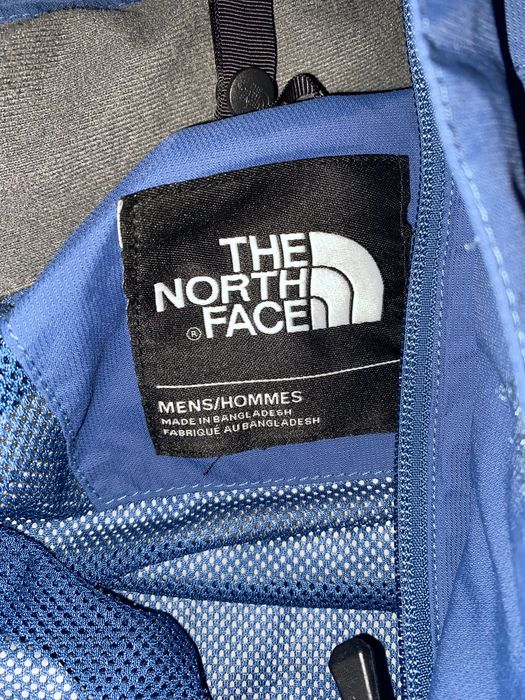 THE
NORTH
FACE
®
MENS/HOMMES
MADE IN BANGLADESH
FABRIQUÉ AU BANGLADESH